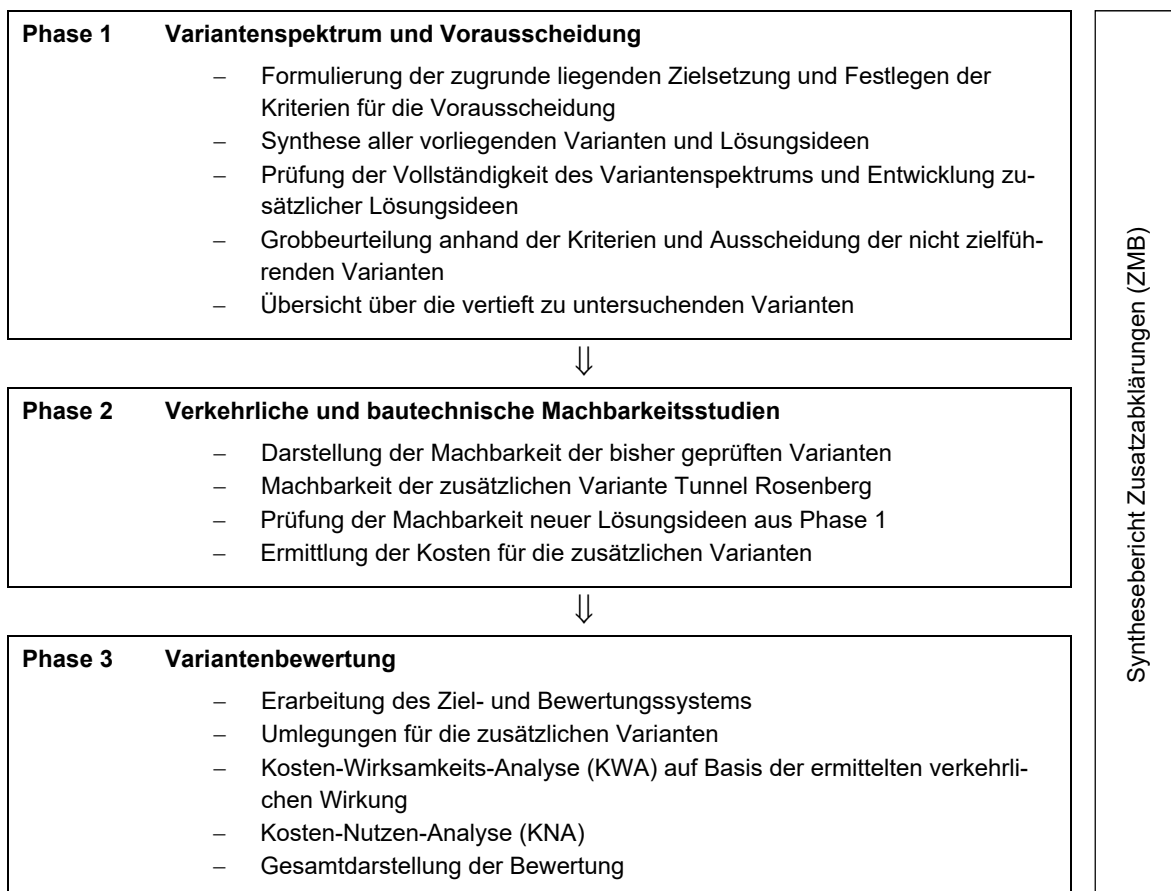 Phase 1 Variantenspektrum und Vorausscheidung
– Formulierung der zugrunde liegenden Zielsetzung und Festlegen der
Kriterien für die Vorausscheidung
– Synthese aller vorliegenden Varianten und Lösungsideen
– Prüfung der Vollständigkeit des Variantenspektrums und Entwicklung zu-
sätzlicher Lösungsideen
– Grobbeurteilung anhand der Kriterien und Ausscheidung der nicht zielfüh-
renden Varianten
– Übersicht über die vertieft zu untersuchenden Varianten
⇓
Phase 2 Verkehrliche und bautechnische Machbarkeitsstudien
– Darstellung der Machbarkeit der bisher geprüften Varianten
– Machbarkeit der zusätzlichen Variante Tunnel Rosenberg
– Prüfung der Machbarkeit neuer Lösungsideen aus Phase 1
– Ermittlung der Kosten für die zusätzlichen Varianten
⇓
Phase 3 Variantenbewertung
– Erarbeitung des Ziel- und Bewertungssystems
– Umlegungen für die zusätzlichen Varianten
– Kosten-Wirksamkeits-Analyse (KWA) auf Basis der ermittelten verkehrli-
chen Wirkung
– Kosten-Nutzen-Analyse (KNA)
– Gesamtdarstellung der Bewertung
Synthesebericht Zusatzabklärungen (ZMB)